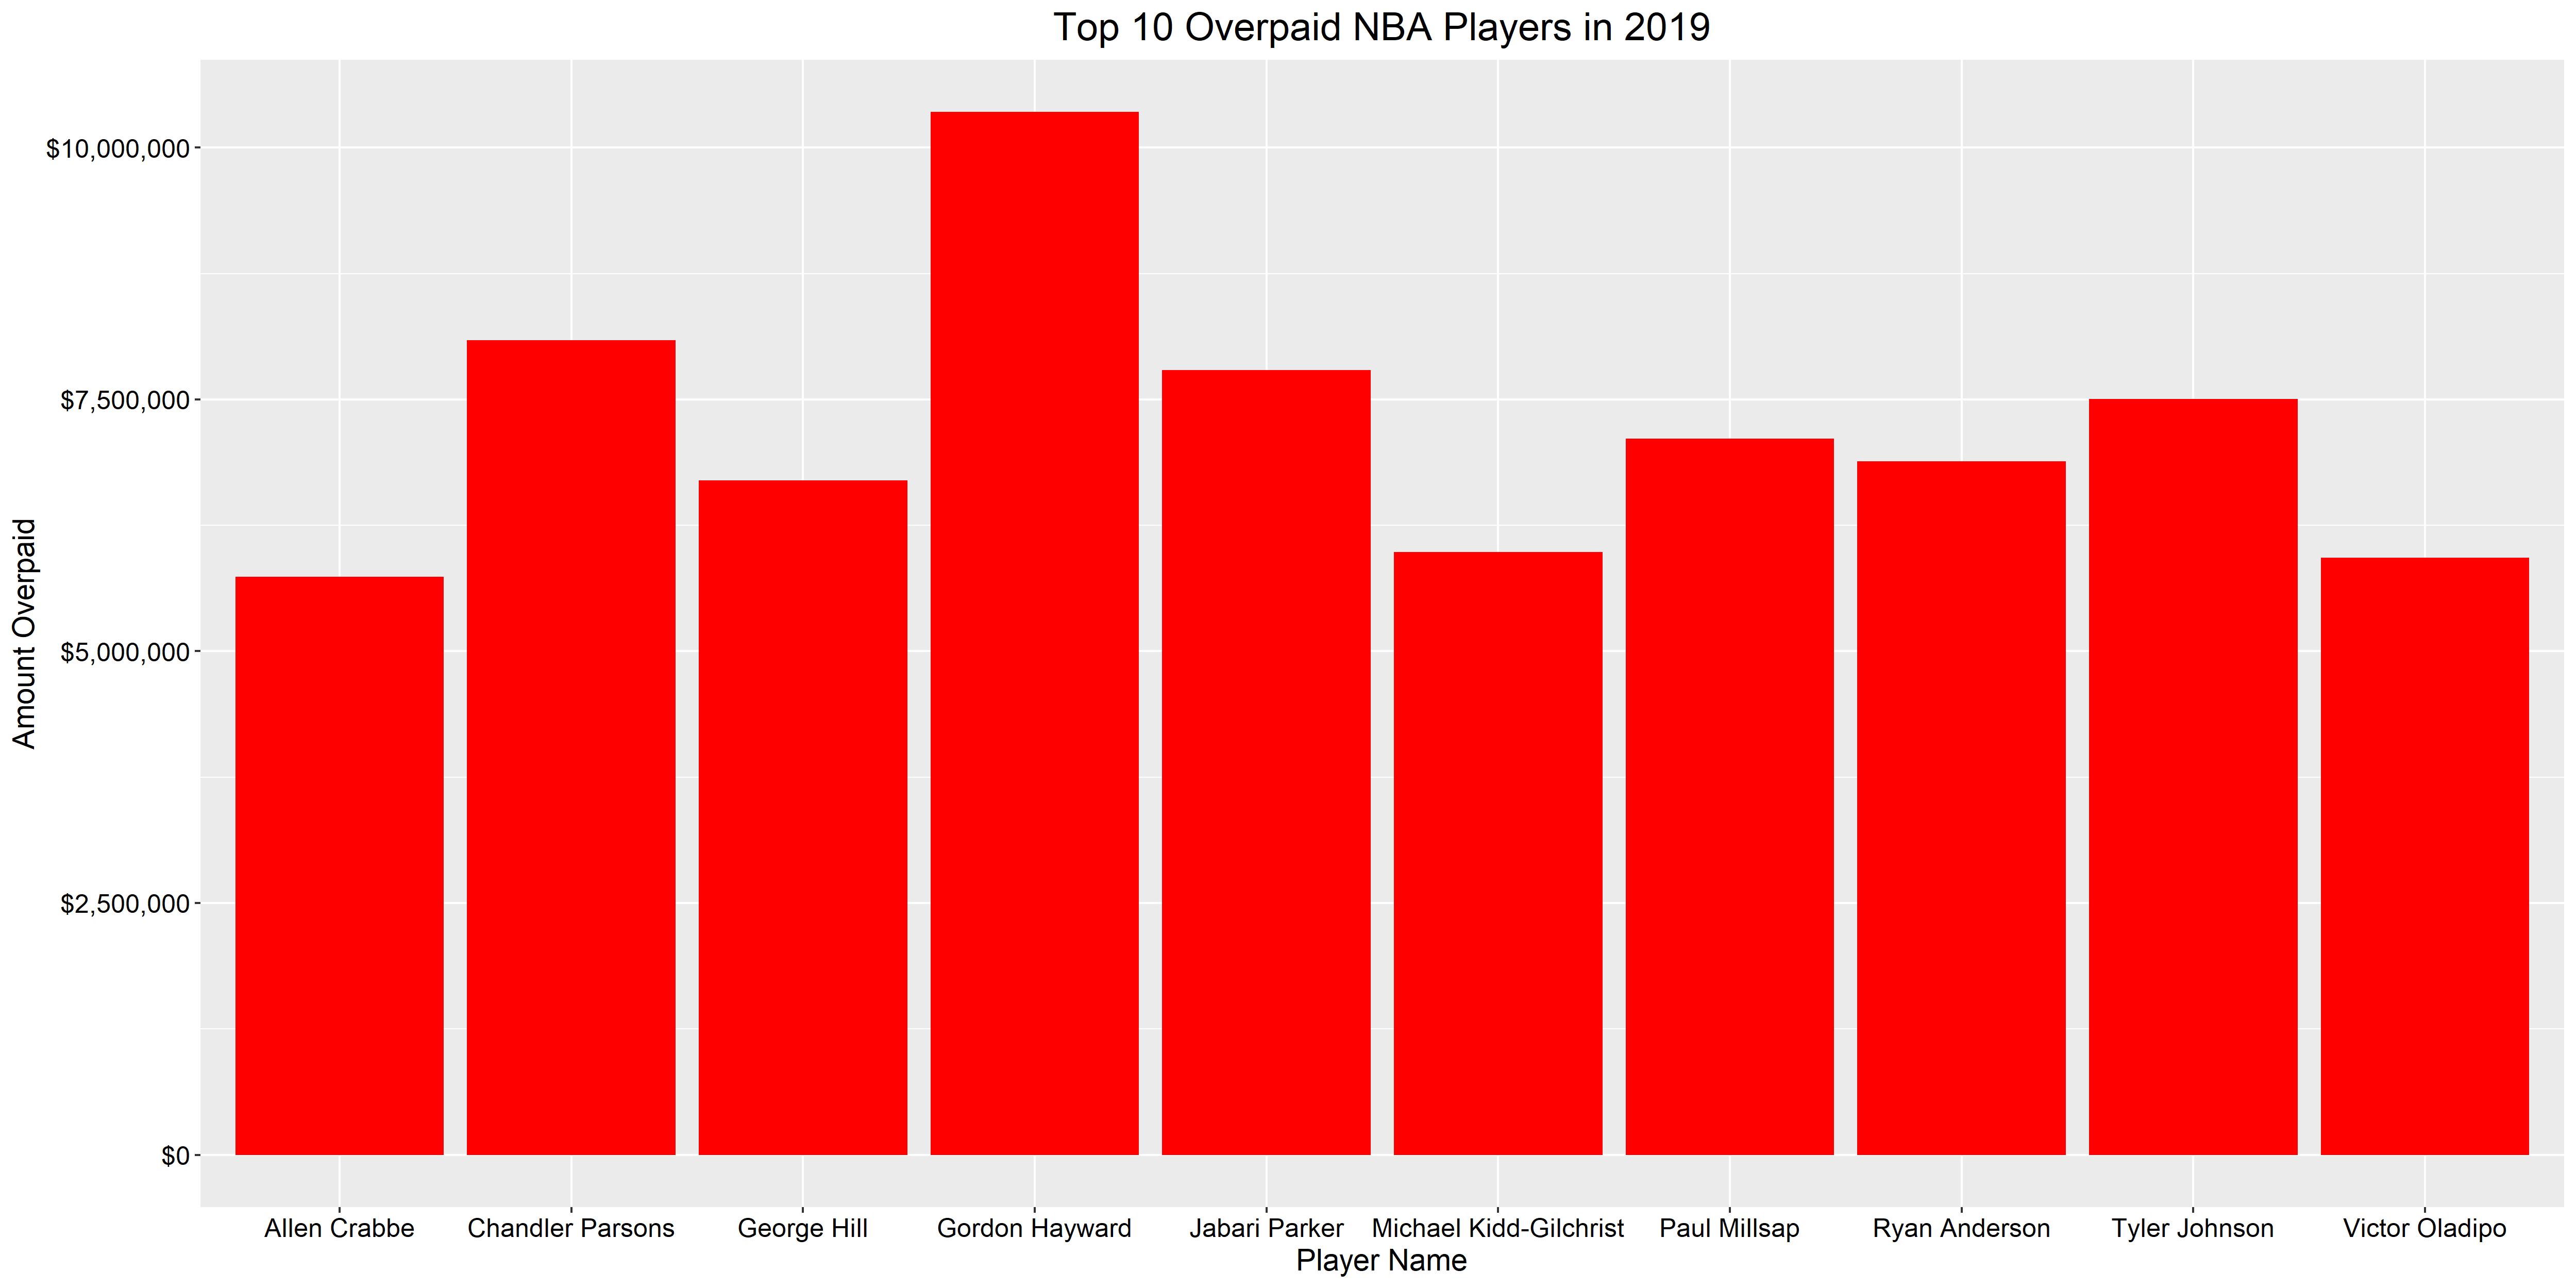 Top 10 Overpaid NBA Players in 2019
Amount Overpaid
$10,000,000
$7,500,000
$5,000,000
$2,500,000
$0
Allen Crabbe Chandler Parsons George Hill Gordon Hayward Jabari Parker Michael Kidd-Gilchrist Paul Millsap Ryan Anderson Tyler Johnson Victor Oladipo
Player Name